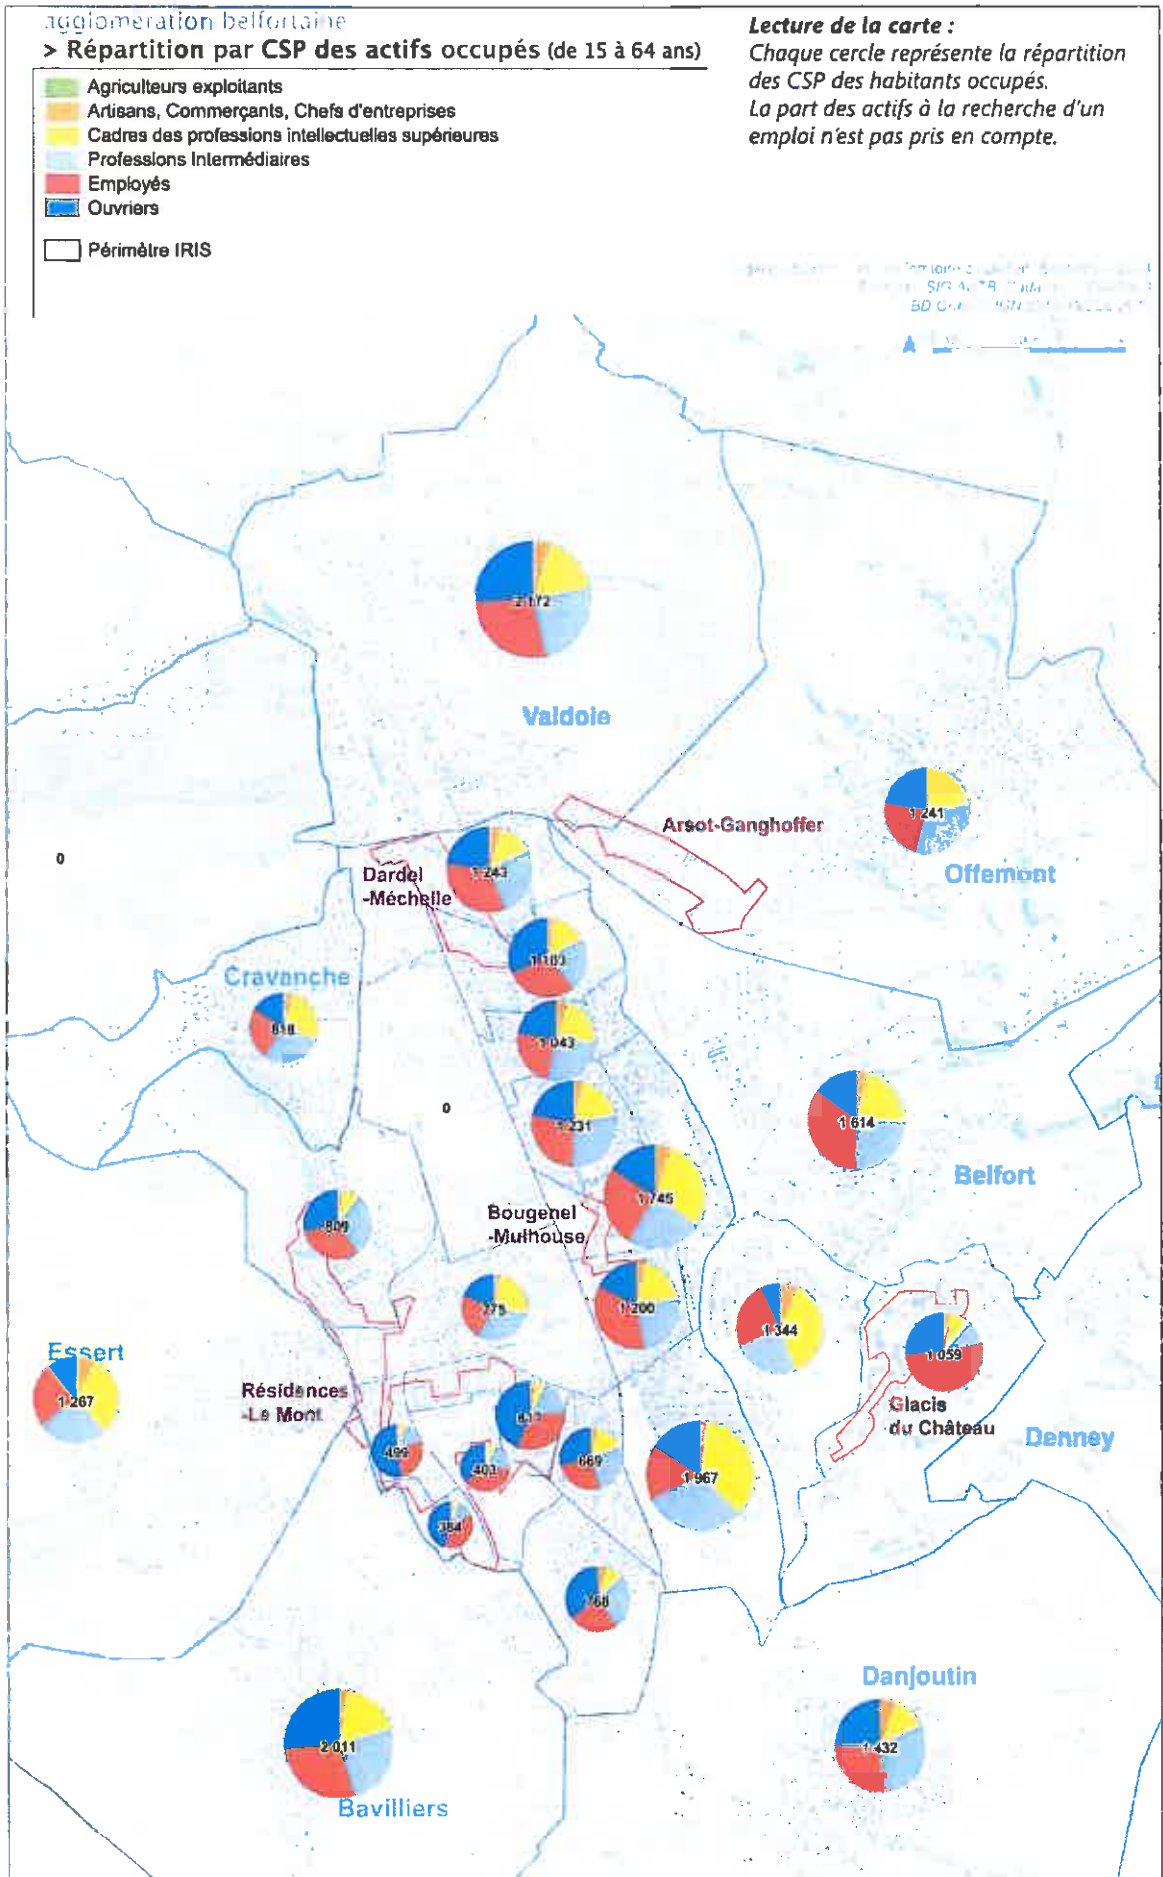 agglomération belfortaine
> Répartition par CSP des actifs occupés (de 15 à 64 ans)
Agriculteurs exploitants
Artisans, Commerçants, Chefs d'entreprises
Cadres des professions intellectuelles supérieures
Professions Intermédiaires
Employés
Ouvriers
Périmètre IRIS
Lecture de la carte :
Chaque cercle représente la répartition
des CSP des habitants occupés.
La part des actifs à la recherche d'un
emploi n'est pas pris en compte.
2 172
Valdoie
1 241
Offemont
Arsot-Ganghoffer
0
Dardel
-Méchelle
1 243
1 103
Cravanche
818
1 043
0
1 231
1 614
Belfort
1 745
Bougenel
-Mulhouse
809
775
1 200
1 344
1 059
Essert
1 267
Résidences
-Le Mont
Glacis
du Château
Denney
499
403
669
1 967
384
768
Danjoutin
1 432
2 011
Bavilliers